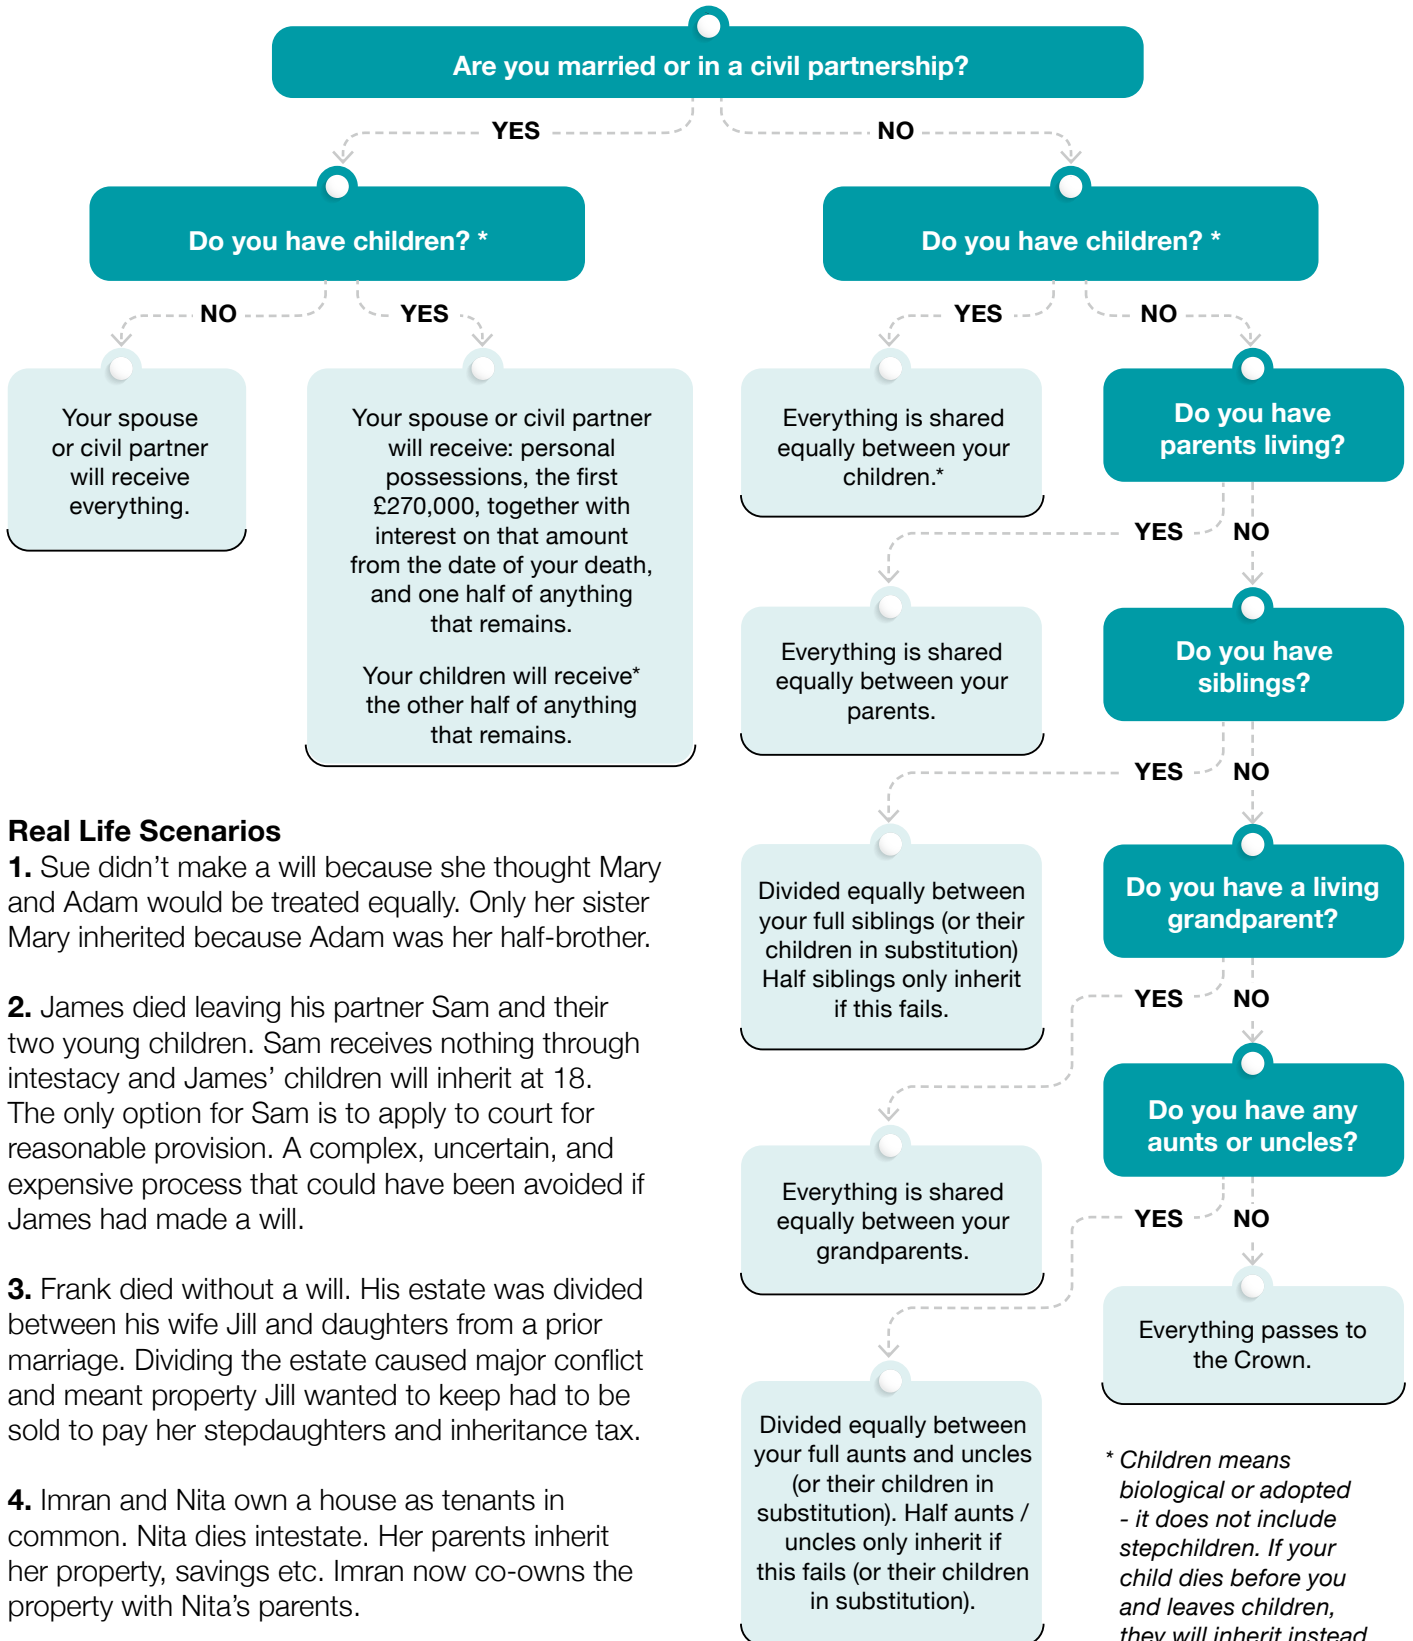 Are you married or in a civil partnership?
YES
NO
Do you have children? *
Do you have children? *
NO
YES
YES
NO
Your spouse
or civil partner
will receive
everything.
Your spouse or civil partner
will receive: personal
possessions, the first
£270,000, together with
interest on that amount
from the date of your death,
and one half of anything
that remains.
Your children will receive*
the other half of anything
that remains.
Everything is shared
equally between your
children.*
Do you have
parents living?
YES
NO
Everything is shared
equally between your
parents.
Do you have
siblings?
YES
NO
Divided equally between
your full siblings (or their
children in substitution)
Half siblings only inherit
if this fails.
Do you have a living
grandparent?
YES
NO
Everything is shared
equally between your
grandparents.
Do you have any
aunts or uncles?
YES
NO
Divided equally between
your full aunts and uncles
(or their children in
substitution). Half aunts /
uncles only inherit if
this fails (or their children
in substitution).
Everything passes to
the Crown.
* Children means
biological or adopted
- it does not include
stepchildren. If your
child dies before you
and leaves children,
they will inherit instead
Real Life Scenarios
1. Sue didn’t make a will because she thought Mary
and Adam would be treated equally. Only her sister
Mary inherited because Adam was her half-brother.
2. James died leaving his partner Sam and their
two young children. Sam receives nothing through
intestacy and James’ children will inherit at 18.
The only option for Sam is to apply to court for
reasonable provision. A complex, uncertain, and
expensive process that could have been avoided if
James had made a will.
3. Frank died without a will. His estate was divided
between his wife Jill and daughters from a prior
marriage. Dividing the estate caused major conflict
and meant property Jill wanted to keep had to be
sold to pay her stepdaughters and inheritance tax.
4. Imran and Nita own a house as tenants in
common. Nita dies intestate. Her parents inherit
her property, savings etc. Imran now co-owns the
property with Nita’s parents.